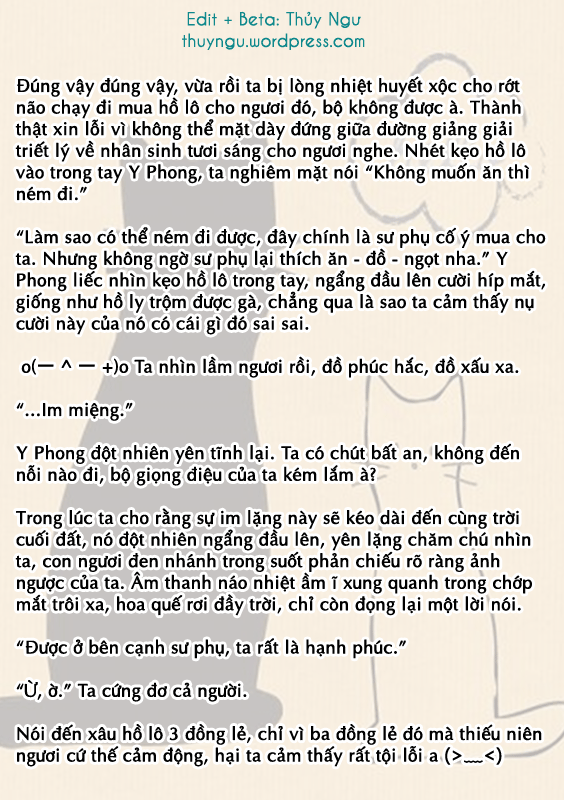 Edit + Beta: Thủy Ngư
thuyngu.wordpress.com
Đúng vậy đúng vậy, vừa rồi ta bị lòng nhiệt huyết xộc cho rớt
não chạy đi mua hồ lô cho ngươi đó, bộ không được à. Thành
thật xin lỗi vì không thể mặt dày đứng giữa đường giảng giải
triết lý về nhân sinh tươi sáng cho ngươi nghe. Nhét kẹo hồ lô
vào trong tay Y Phong, ta nghiêm mặt nói “Không muốn ăn thì
ném đi.”
“Làm sao có thể ném đi được, đây chính là sư phụ cố ý mua cho
ta. Nhưng không ngờ sư phụ lại thích ăn - đồ - ngọt nha.” Y
Phong liếc nhìn kẹo hồ lô trong tay, ngẩng đầu lên cười híp mắt,
giống như hồ ly trộm được gà, chẳng qua là sao ta cảm thấy nụ
cười này của nó có cái gì đó sai sai.
o(一 ^ 一 +)o Ta nhìn lầm ngươi rồi, đồ phúc hắc, đồ xấu xa.
“...Im miệng.”
Y Phong đột nhiên yên tĩnh lại. Ta có chút bất an, không đến
nỗi nào đi, bộ giọng điệu của ta kém lắm à?
Trong lúc ta cho rằng sự im lặng này sẽ kéo dài đến cùng trời
cuối đất, nó đột nhiên ngẩng đầu lên, yên lặng chăm chú nhìn
ta, con ngươi đen nhánh trong suốt phản chiếu rõ ràng ảnh
ngược của ta. Âm thanh náo nhiệt ầm ĩ xung quanh trong chớp
mắt trôi xa, hoa quế rơi đầy trời, chỉ còn đọng lại một lời nói.
“Được ở bên cạnh sư phụ, ta rất là hạnh phúc.”
“Ừ, ờ.” Ta cứng đơ cả người.
Nói đến xâu hồ lô 3 đồng lẻ, chỉ vì ba đồng lẻ đó mà thiếu niên
ngươi cứ thế cảm động, hại ta cảm thấy rất tội lỗi a (>﹏<)